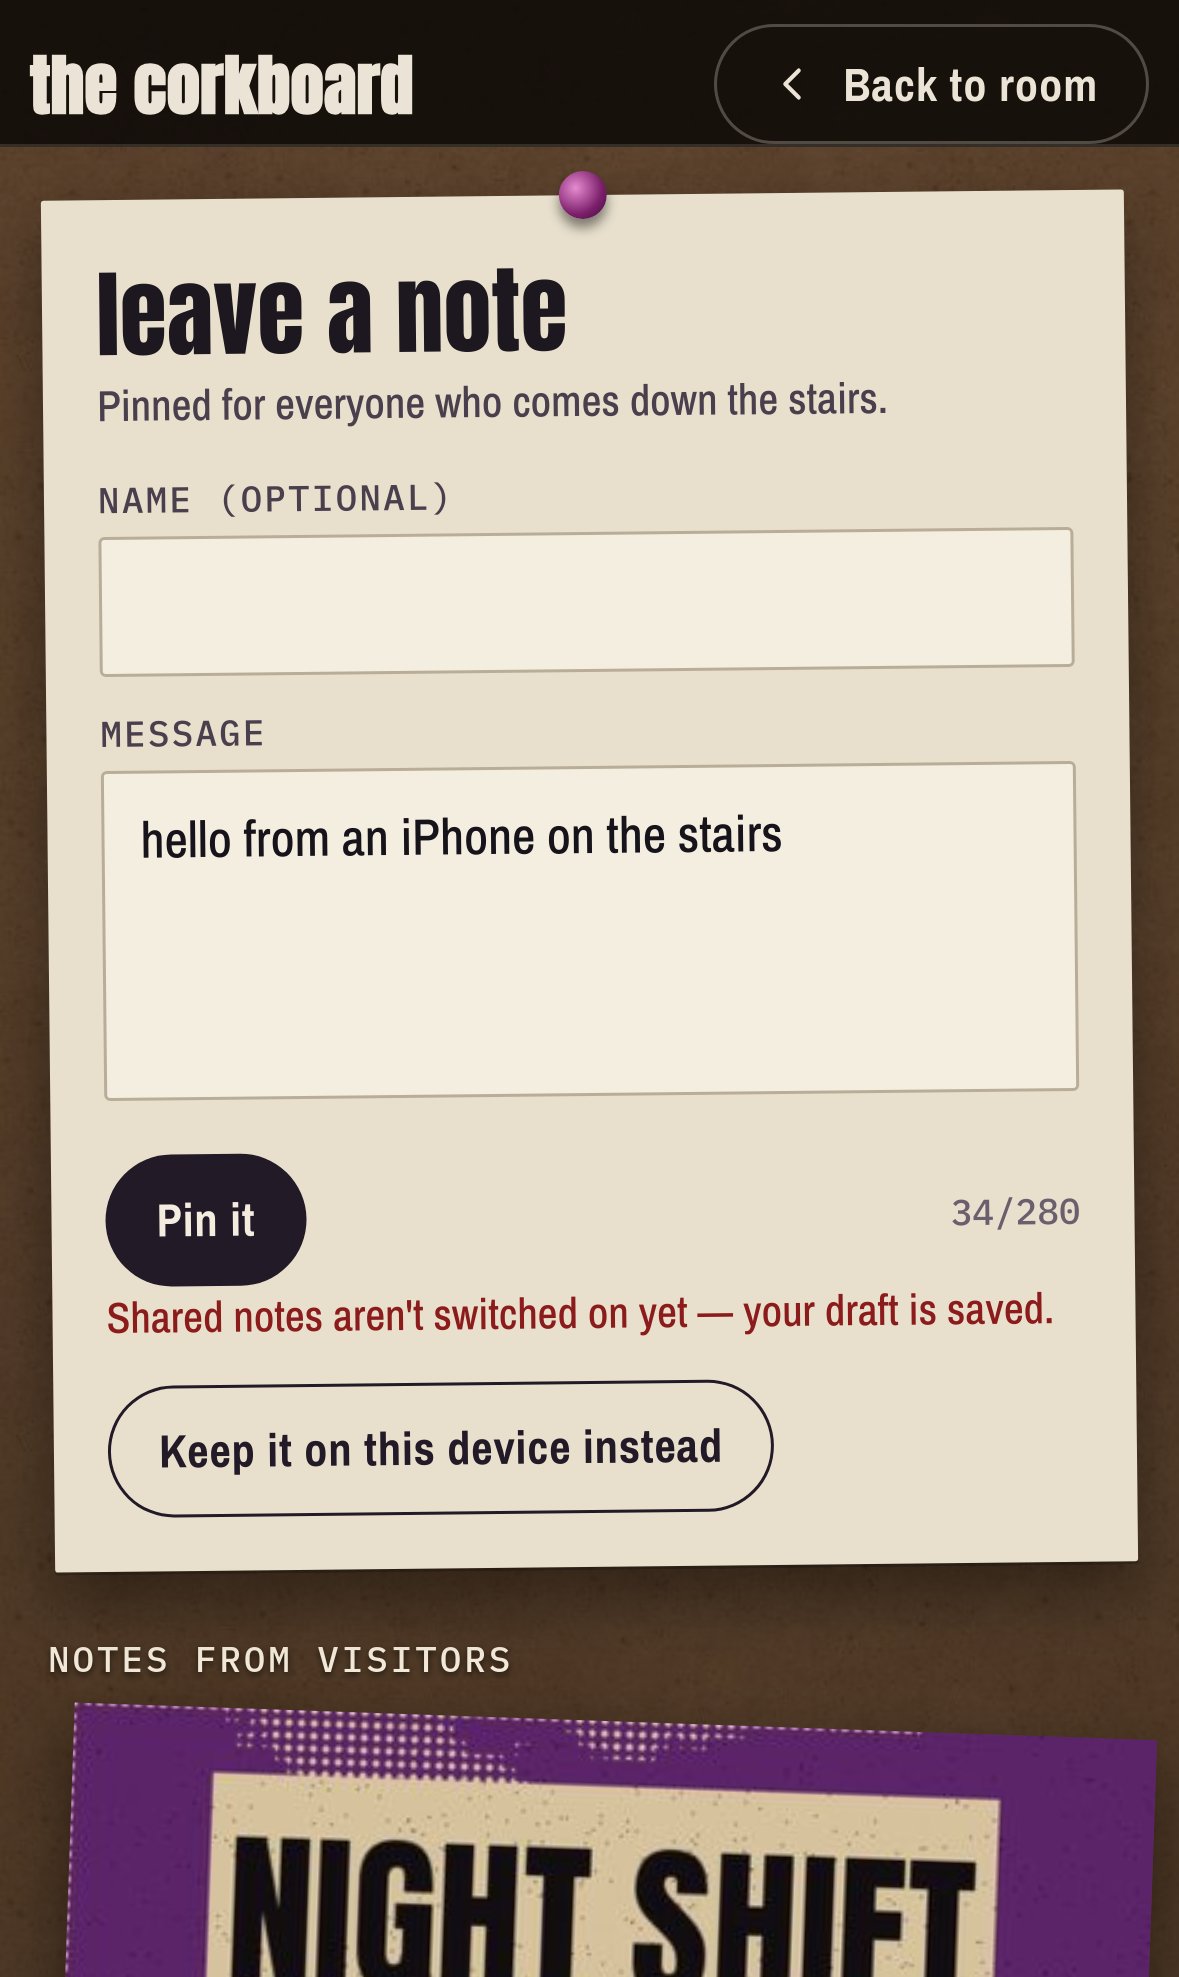 the corkboard
Back to room
leave a note
Pinned for everyone who comes down the stairs.
NAME (OPTIONAL)
MESSAGE
hello from an iPhone on the stairs
Pin it
34/280
Shared notes aren't switched on yet — your draft is saved.
Keep it on this device instead
NOTES FROM VISITORS
NIGHT SHIFT